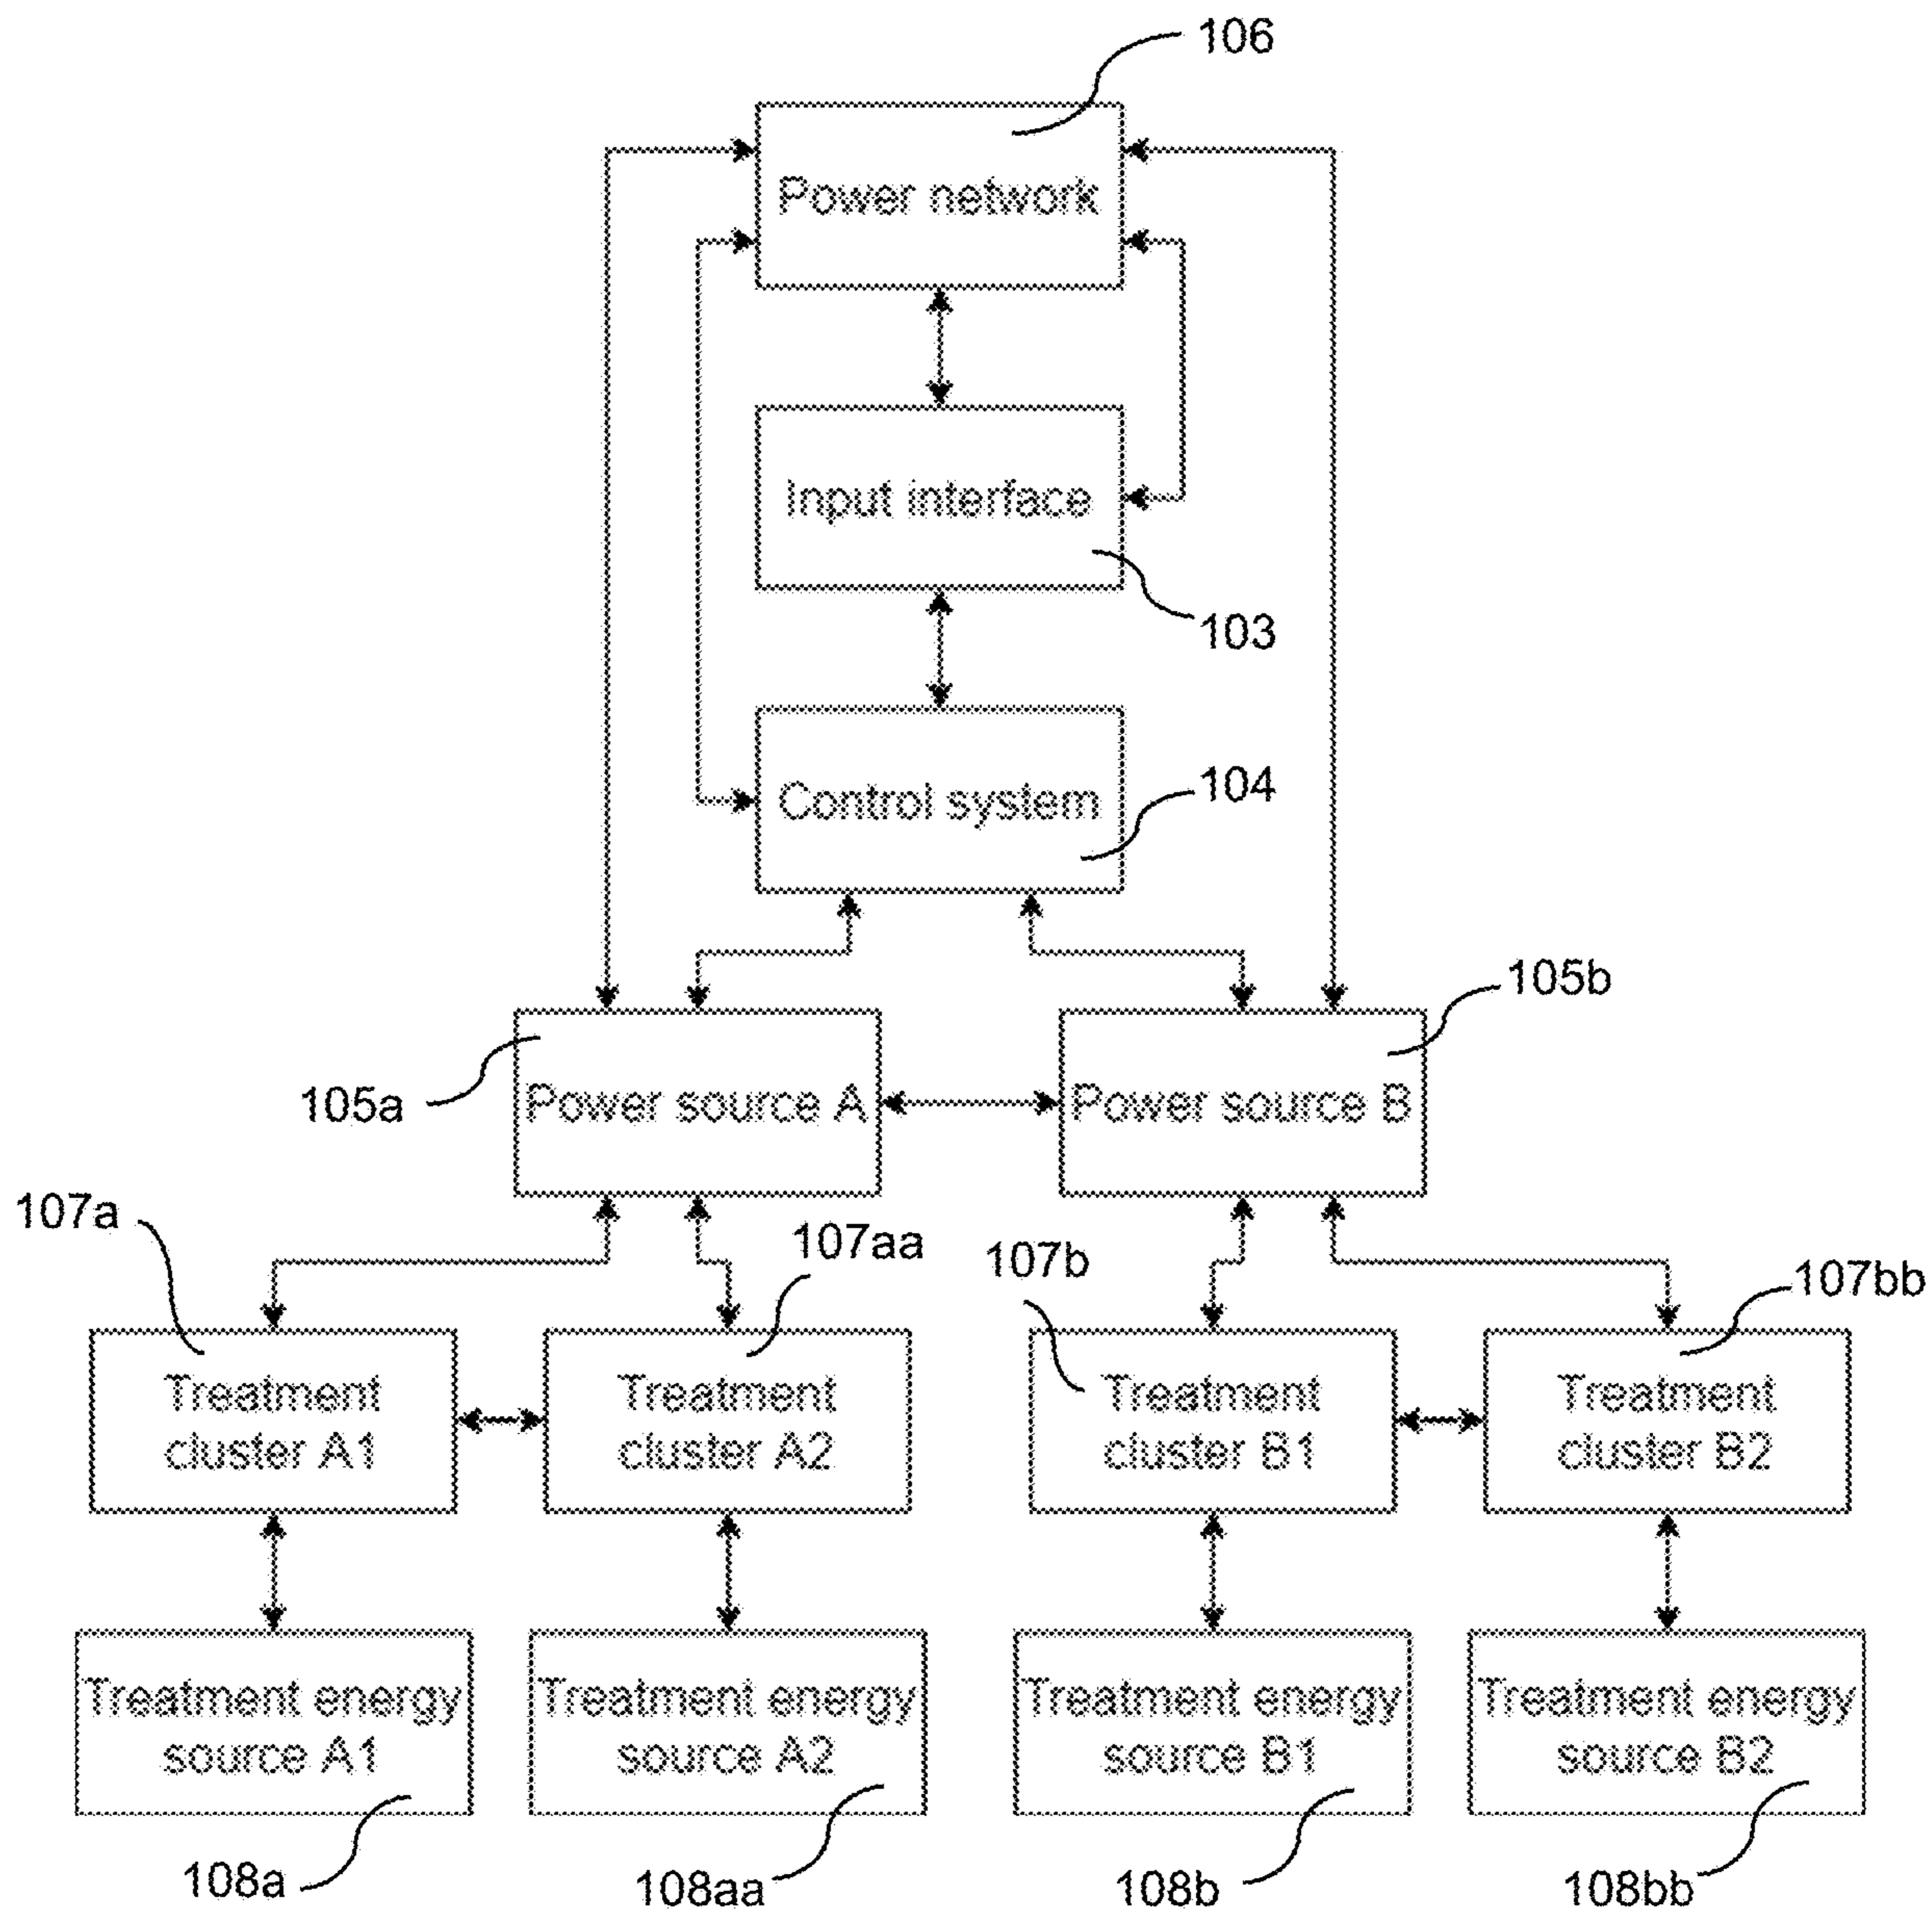 106
Power network
Input interface
103
Control system
104
105b
105a
Power source A
Power source B
107a
107aa
107b
107bb
Treatment
cluster A1
Treatment
cluster A2
Treatment
cluster B1
Treatment
cluster B2
Treatment energy
source A1
Treatment energy
source A2
Treatment energy
source B1
Treatment energy
source B2
108a
108aa
108b
108bb